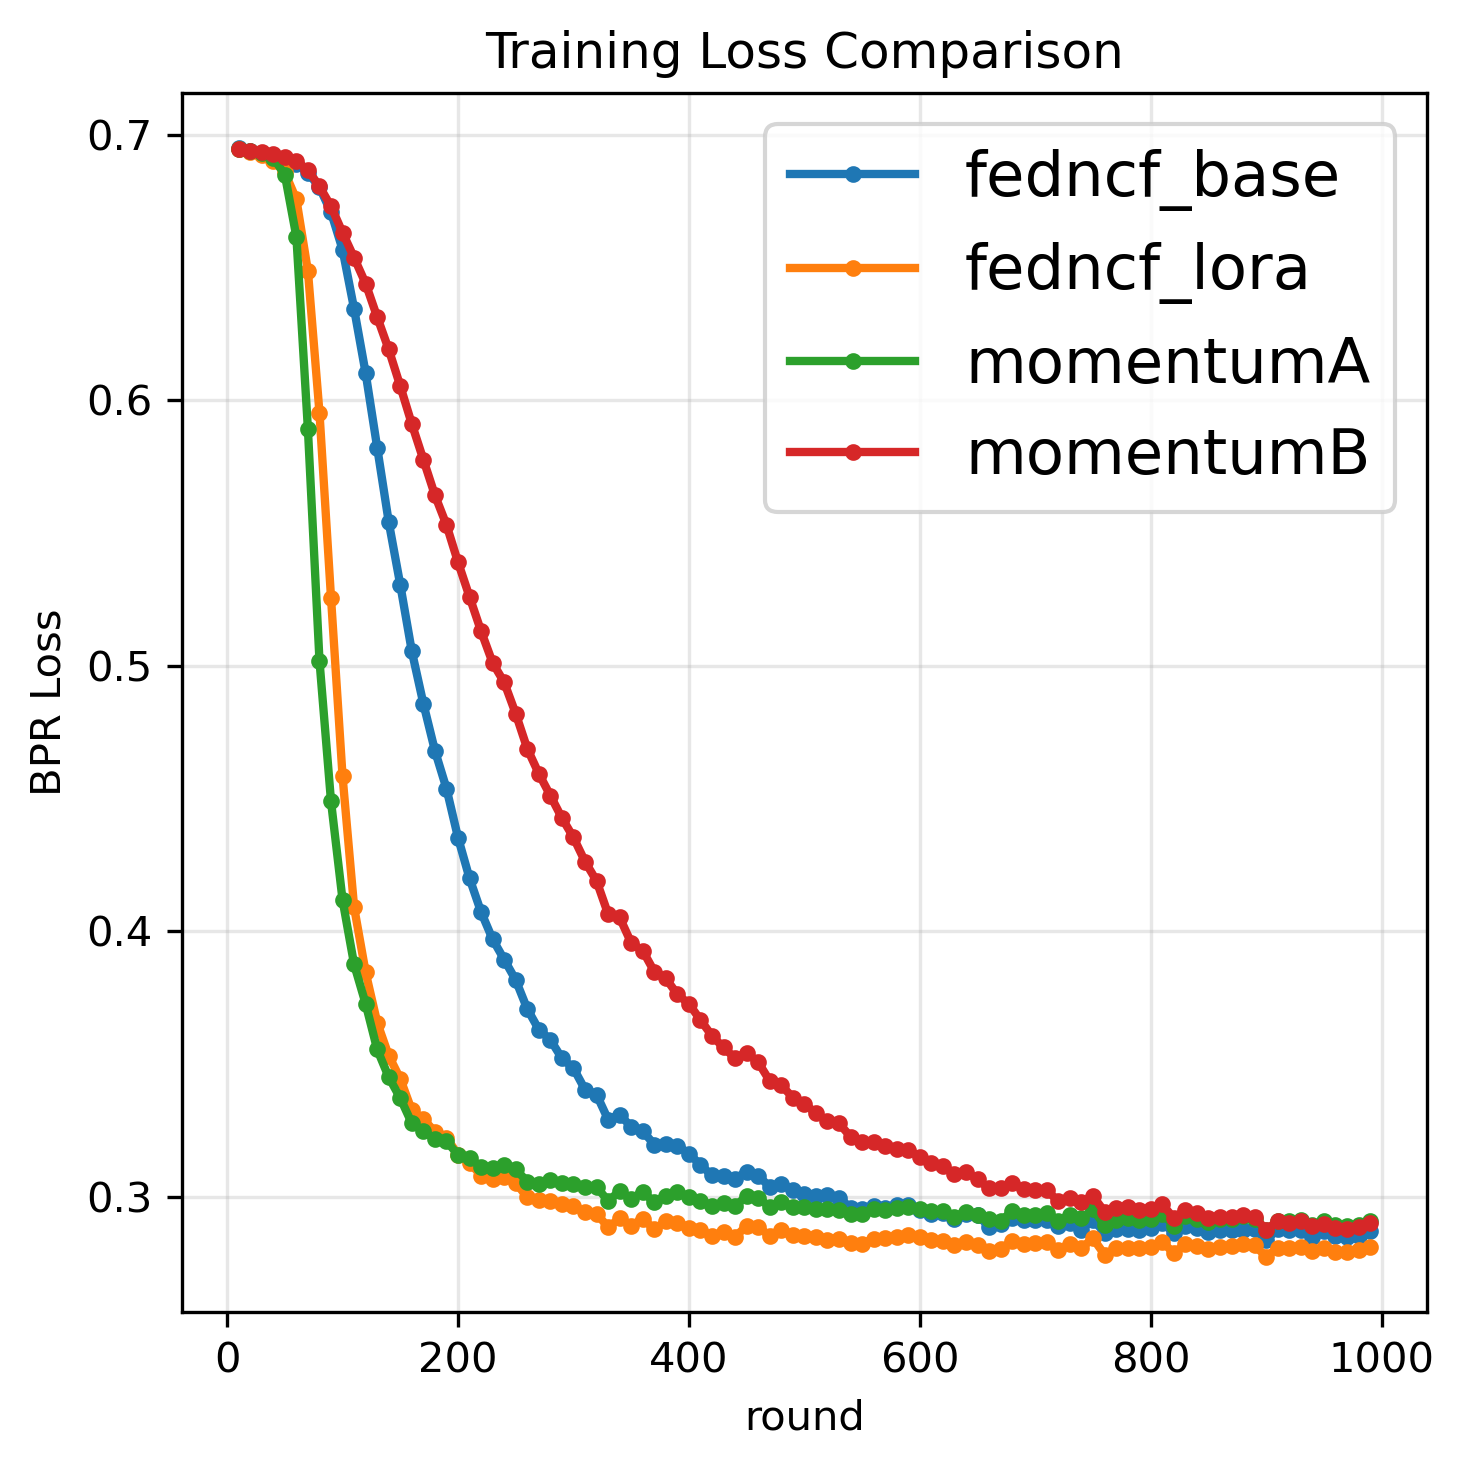 Training Loss Comparison
0.7
0.6
0.5
0.4
0.3
BPR Loss
fedncf_base
fedncf_lora
momentumA
momentumB
0 200 400 600 800 1000
round